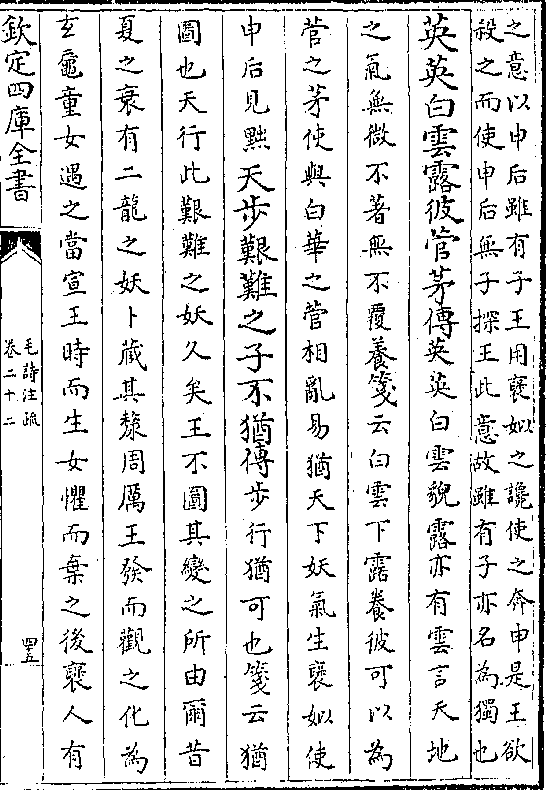 之意以申后雖有子王用襃姒之讒使之奔申是王欲
殺之而使申后無子探王此意故雖有子亦名為獨也
英英白雲露彼菅茅傳英英白雲貌露亦有雲言天地
之氣無微不著無不覆養箋云白雲下露養彼可以為
菅之茅使與白華之菅相亂易猶天下妖氣生襃姒使
申后見黜天步艱難之子不猶傳步行猶可也箋云猶
圖也天行此艱難之妖久矣王不圖其變之所由爾昔
夏之衰有二龍之妖卜藏其漦周厲王發而觀之化為
玄黿童女遇之當宣王時而生女懼而棄之後襃人有
欽定四庫全書
毛詩注疏
卷二十二
四五